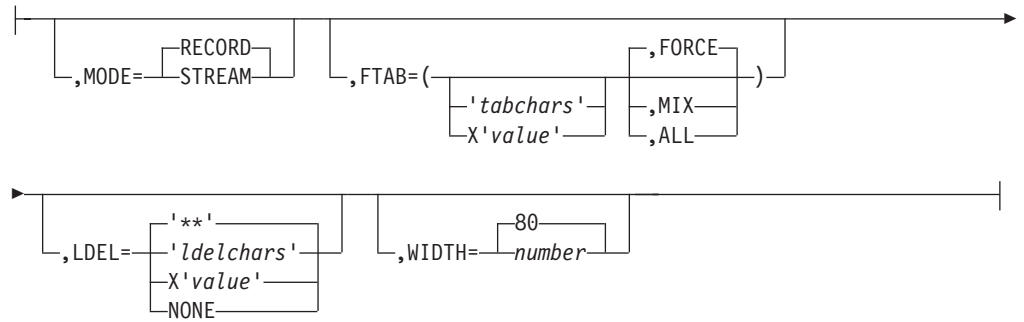 RECORD ,FORCE
,MODE= STREAM ,FTAB=( )
'tabchars' ,MIX
X'value' ,ALL
'**' 80
,LDEL= 'ldelchars' ,WIDTH= number
X'value'
NONE